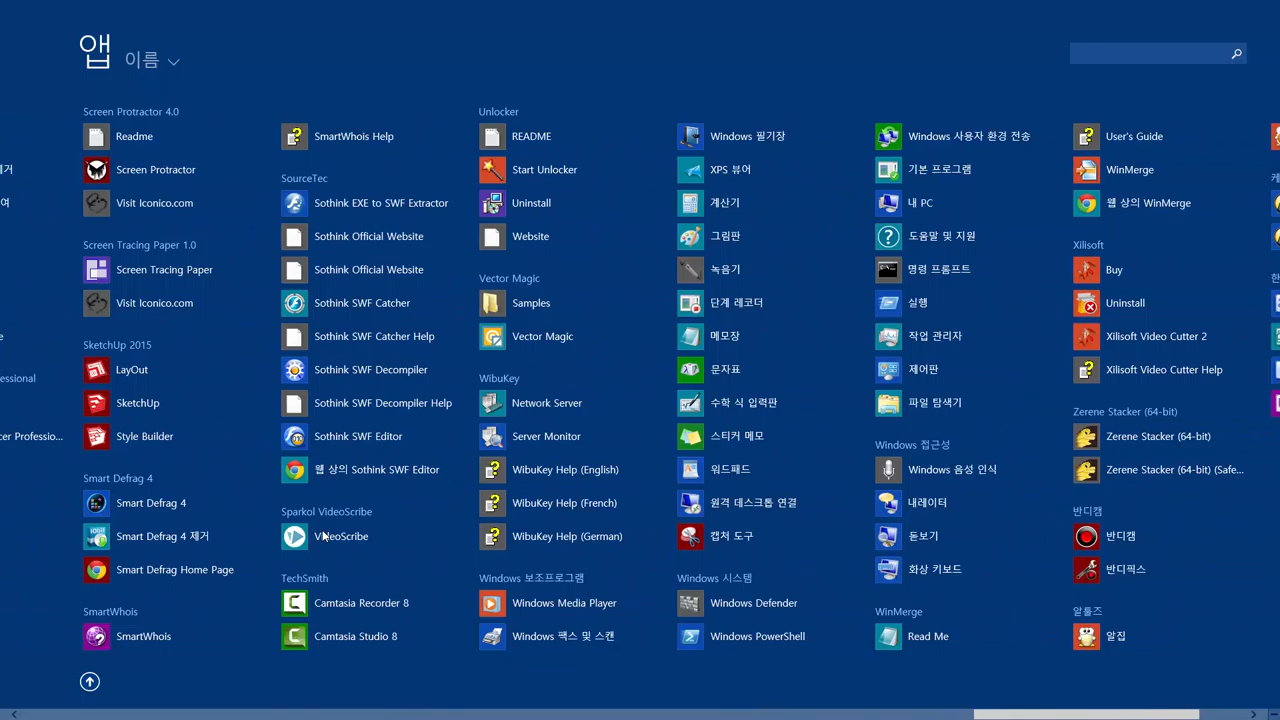 앱 이름
거
여
e
rofessional
cer Professio...
Screen Protractor 4.0
Readme
Screen Protractor
Visit Iconico.com
Screen Tracing Paper 1.0
Screen Tracing Paper
Visit Iconico.com
SketchUp 2015
LayOut
SketchUp
Style Builder
Smart Defrag 4
Smart Defrag 4
Smart Defrag 4 제거
Smart Defrag Home Page
SmartWhois
SmartWhois
SmartWhois Help
SourceTec
Sothink EXE to SWF Extractor
Sothink Official Website
Sothink Official Website
Sothink SWF Catcher
Sothink SWF Catcher Help
Sothink SWF Decompiler
Sothink SWF Decompiler Help
Sothink SWF Editor
웹 상의 Sothink SWF Editor
Sparkol VideoScribe
VideoScribe
TechSmith
Camtasia Recorder 8
Camtasia Studio 8
Unlocker
README
Start Unlocker
Uninstall
Website
Vector Magic
Samples
Vector Magic
WibuKey
Network Server
Server Monitor
WibuKey Help (English)
WibuKey Help (French)
WibuKey Help (German)
Windows 보조프로그램
Windows Media Player
Windows 팩스 및 스캔
Windows 필기장
XPS 뷰어
계산기
그림판
녹음기
단계 레코더
메모장
문자표
수학 식 입력판
스티커 메모
워드패드
원격 데스크톱 연결
캡처 도구
Windows 시스템
Windows Defender
Windows PowerShell
Windows 사용자 환경 전송
기본 프로그램
내 PC
도움말 및 지원
명령 프롬프트
실행
작업 관리자
제어판
파일 탐색기
Windows 접근성
Windows 음성 인식
내레이터
돋보기
화상 키보드
WinMerge
Read Me
User's Guide
WinMerge
웹 상의 WinMerge
Xilisoft
Buy
Uninstall
Xilisoft Video Cutter 2
Xilisoft Video Cutter Help
Zerene Stacker (64-bit)
Zerene Stacker (64-bit)
Zerene Stacker (64-bit) (Safe...
반디캠
반디캠
반디픽스
알툴즈
알집
케
한